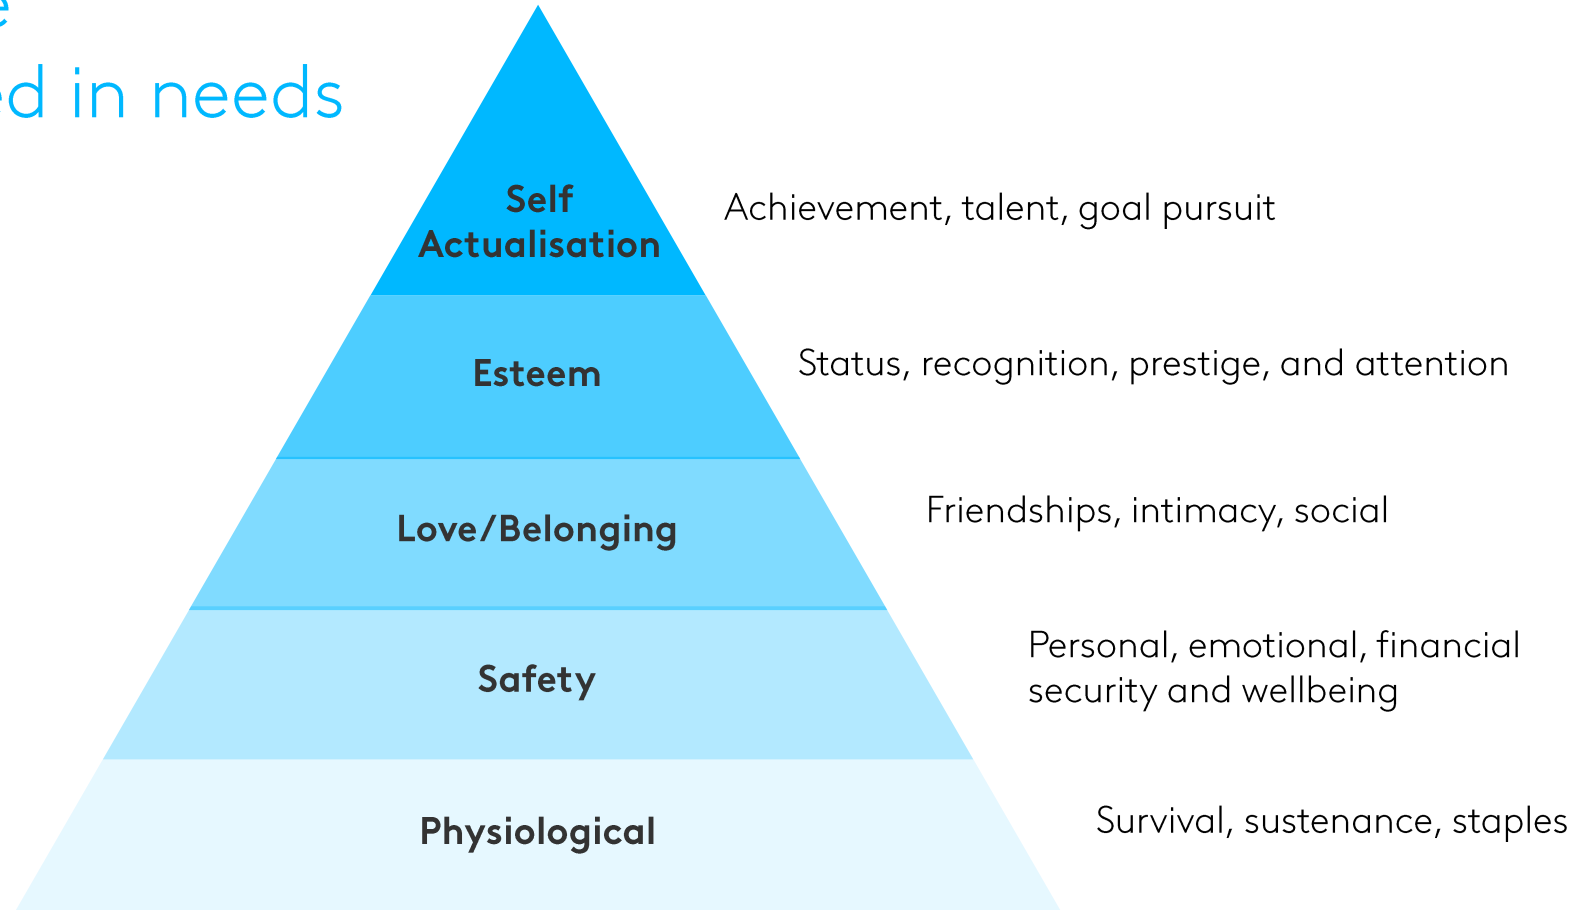 in needs
Self
Actualisation
Achievement, talent, goal pursuit
Esteem
Status, recognition, prestige, and attention
Love/Belonging
Friendships, intimacy, social
Safety
Personal, emotional, financial
security and wellbeing
Physiological
Survival, sustenance, staples